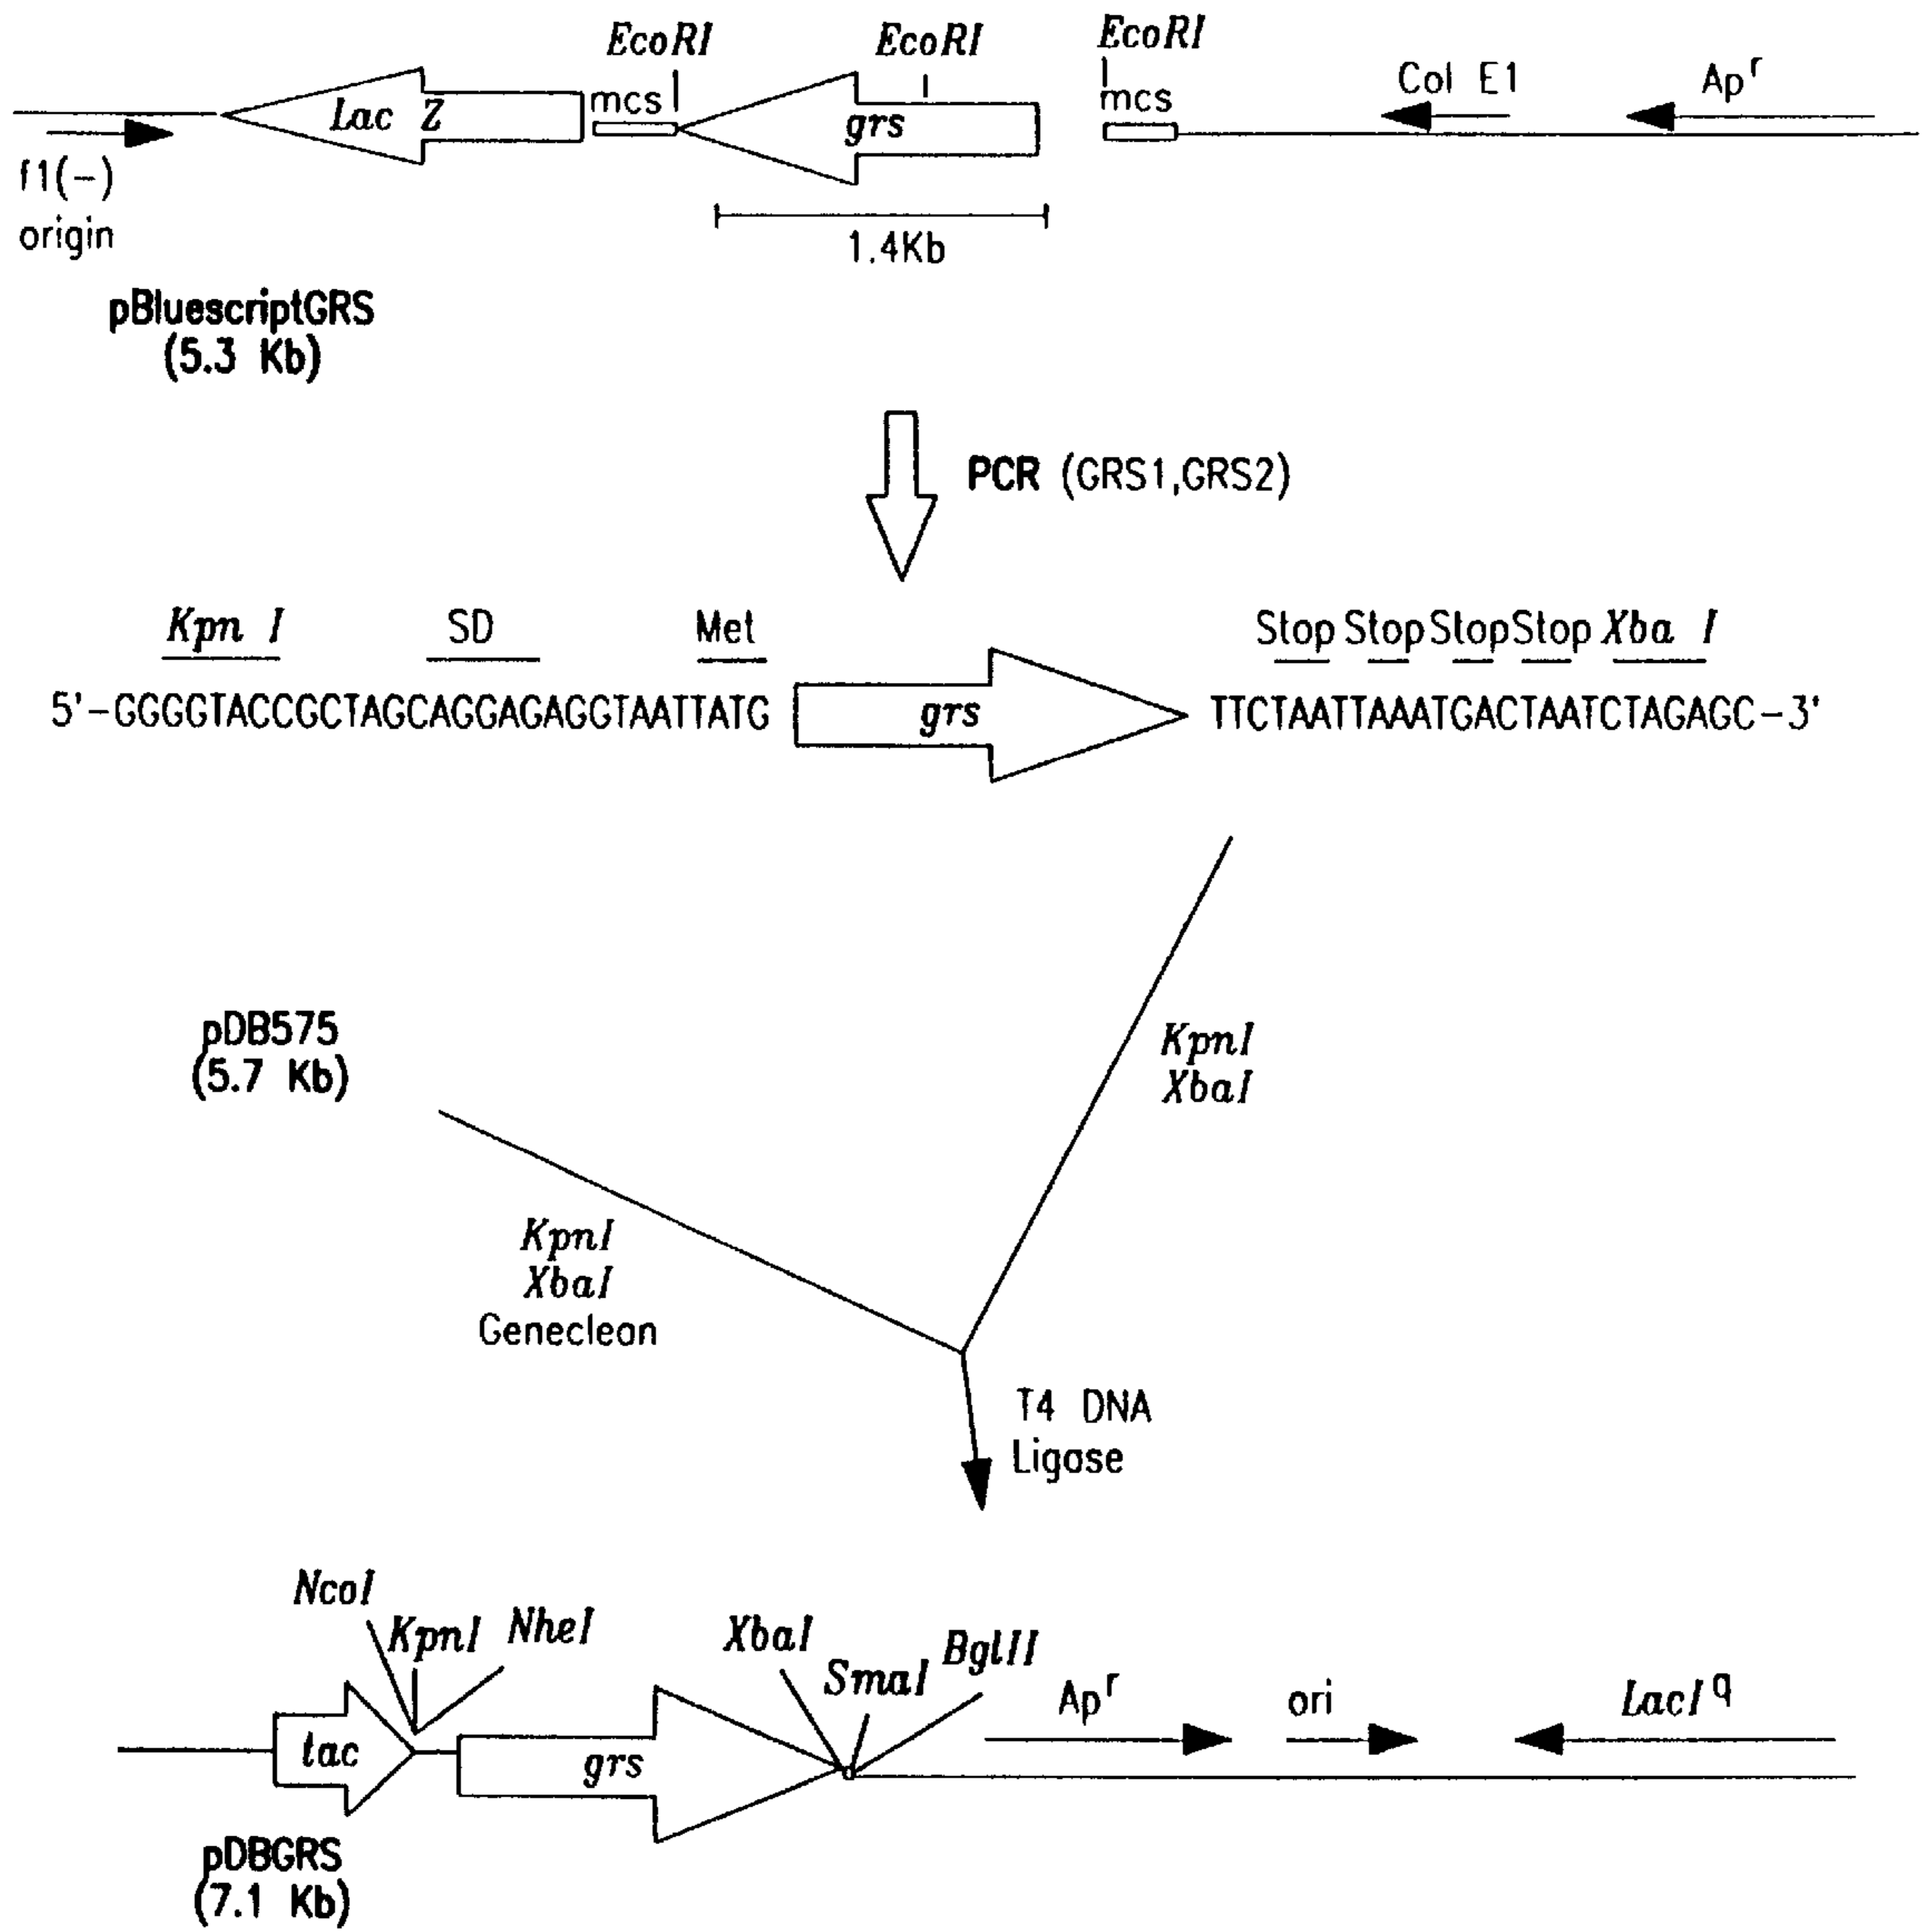 EcoRI EcoRI EcoRI
Lac Z mcs grs mcs Col E1 Apʳ
f1(-)
origin
1.4Kb
pBluescriptGRS
(5.3 Kb)
PCR (GRS1,GRS2)
Kpn I SD Met Stop Stop Stop Stop Xba I
5'-GGGGTACCGCTAGCAGGAGAGGTAATTATG grs TTCTAATTAAATGACTAATCTAGAGC-3'
pDB575
(5.7 Kb)
KpnI
XbaI
KpnI
XbaI
Geneclean
T4 DNA
Ligase
NcoI
KpnI NheI XbaI SmaI BglII
Apʳ ori LacI q
lac grs
pDBGRS
(7.1 Kb)